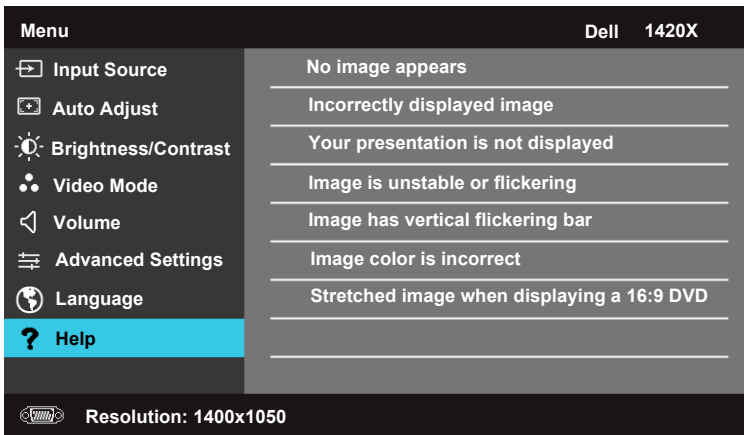 Menu
Dell 1420X
Input Source
Auto Adjust
Brightness/Contrast
Video Mode
Volume
Advanced Settings
Language
Help
No image appears
Incorrectly displayed image
Your presentation is not displayed
Image is unstable or flickering
Image has vertical flickering bar
Image color is incorrect
Stretched image when displaying a 16:9 DVD
Resolution: 1400x1050